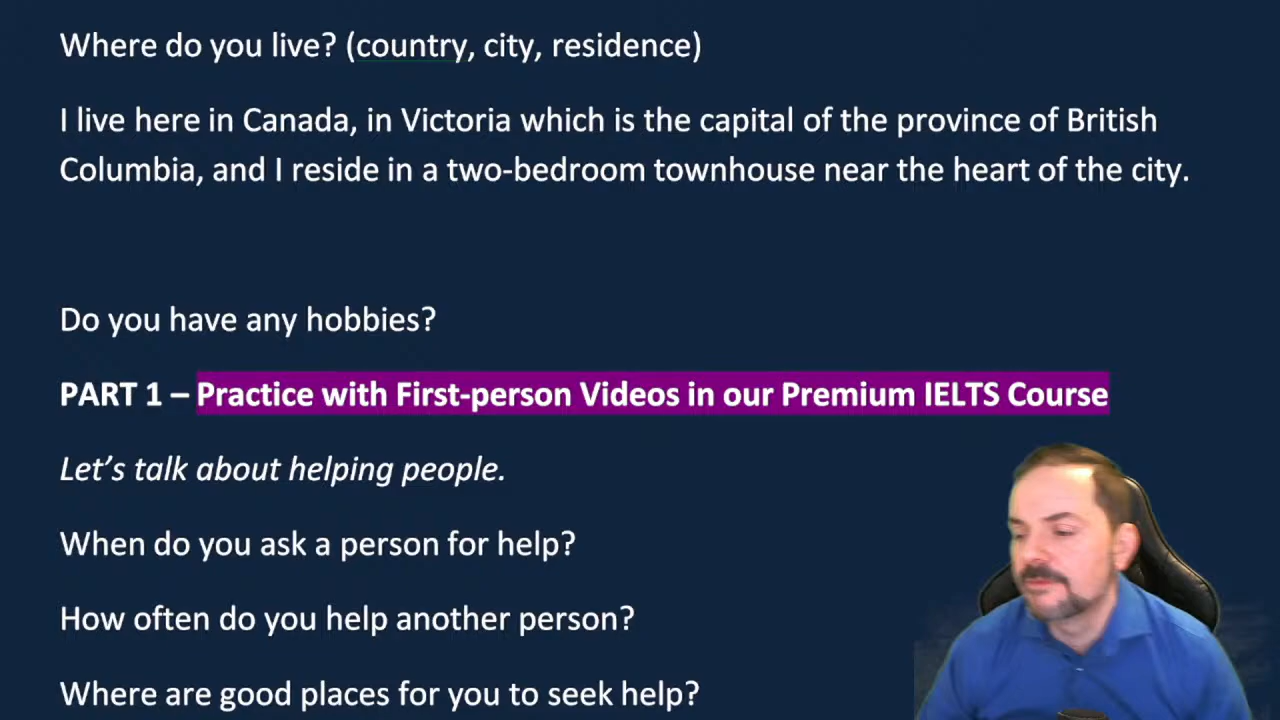 Where do you live? (country, city, residence)
I live here in Canada, in Victoria which is the capital of the province of British
Columbia, and I reside in a two-bedroom townhouse near the heart of the city.
Do you have any hobbies?
PART 1 – Practice with First-person Videos in our Premium IELTS Course
Let's talk about helping people.
When do you ask a person for help?
How often do you help another person?
Where are good places for you to seek help?